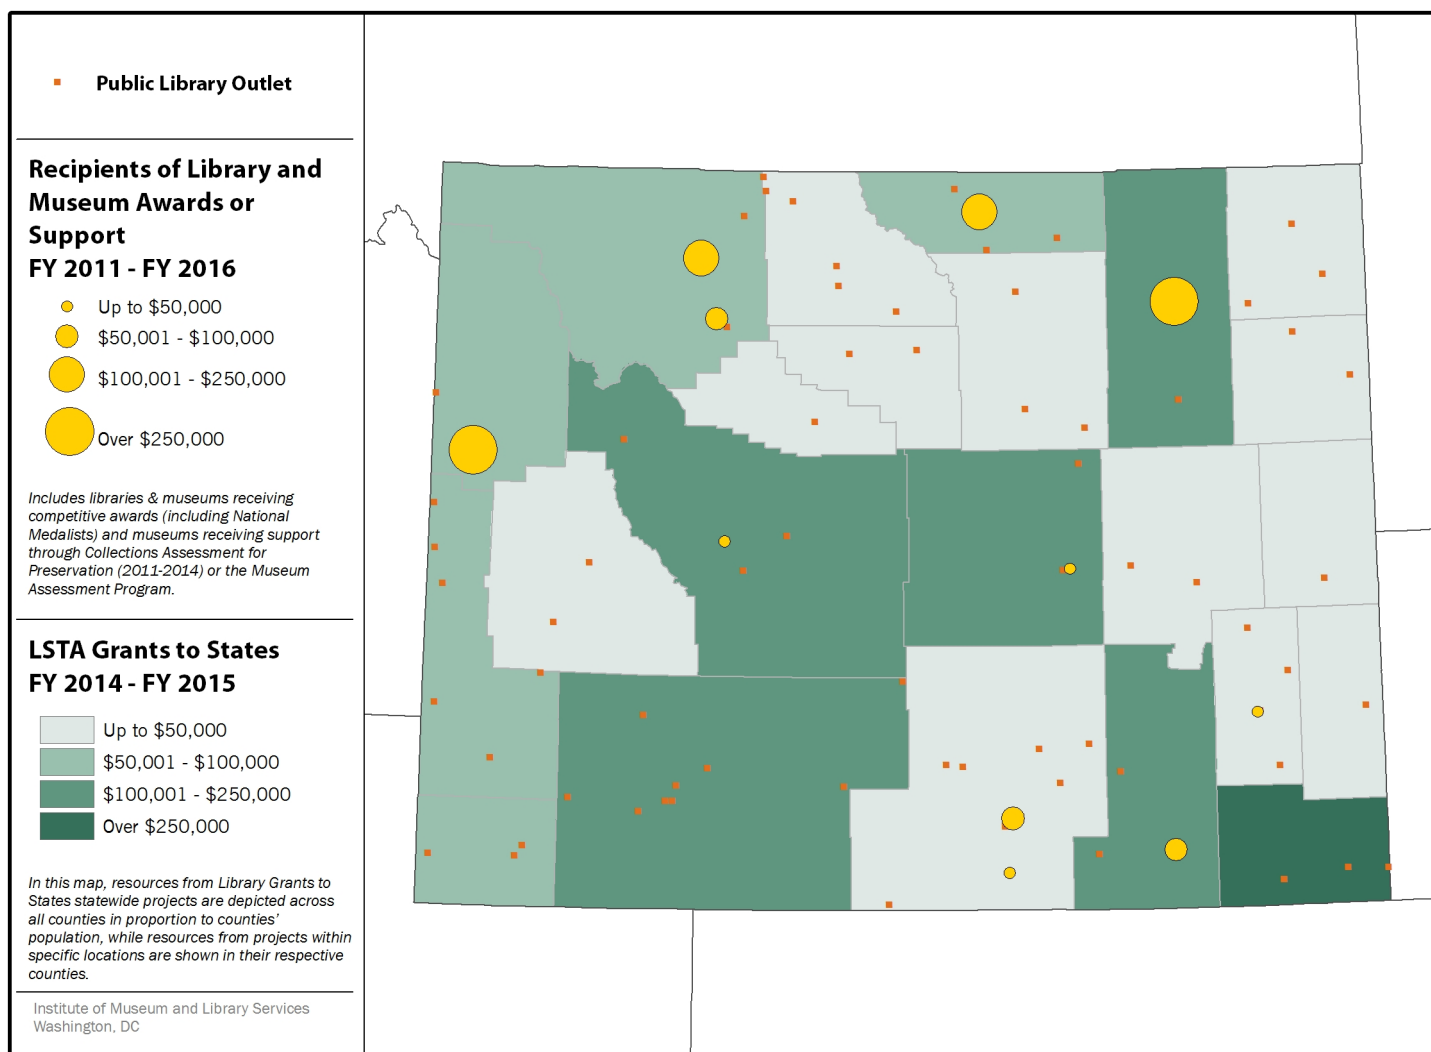 Public Library Outlet
Recipients of Library and
Museum Awards or
Support
FY 2011 - FY 2016
Up to $50,000
$50,001 - $100,000
$100,001 - $250,000
Over $250,000
Includes libraries & museums receiving
competitive awards (including National
Medalists) and museums receiving support
through Collections Assessment for
Preservation (2011-2014) or the Museum
Assessment Program.
LSTA Grants to States
FY 2014 - FY 2015
Up to $50,000
$50,001 - $100,000
$100,001 - $250,000
Over $250,000
In this map, resources from Library Grants to
States statewide projects are depicted across
all counties in proportion to counties'
population, while resources from projects within
specific locations are shown in their respective
counties.
Institute of Museum and Library Services
Washington, DC